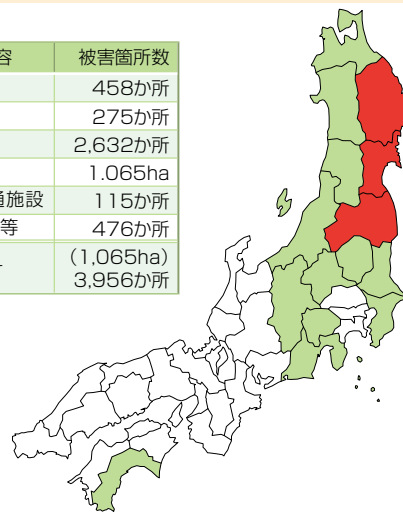 容 被害箇所数
458か所
275か所
2,632か所
1.065ha
通施設 115か所
等 476か所
(1,065ha)
3,956か所